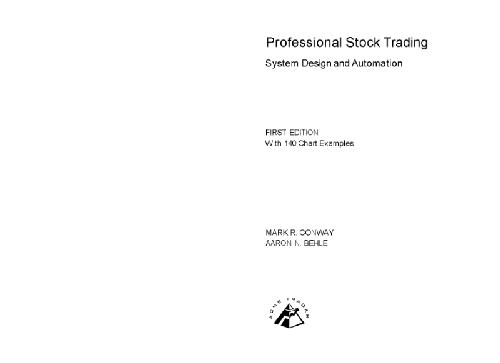 Professional Stock Trading
System Design and Automation
FIRST EDITION
With 140 Chart Examples
MARK R. CONWAY
AARON N. BEHLE
ACME TRADER